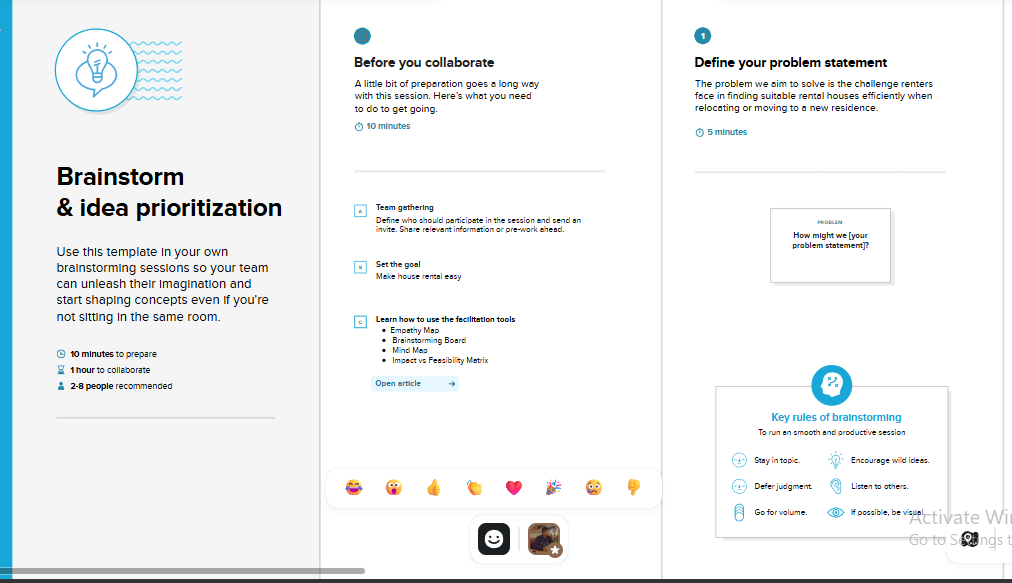 Brainstorm
& idea prioritization
Use this template in your own
brainstorming sessions so your team
can unleash their imagination and
start shaping concepts even if you're
not sitting in the same room.
10 minutes to prepare
1 hour to collaborate
2-8 people recommended
Before you collaborate
A little bit of preparation goes a long way
with this session. Here's what you need
to do to get going.
10 minutes
A
Team gathering
Define who should participate in the session and send an
invite. Share relevant information or pre-work ahead.
B
Set the goal
Make house rental easy
C
Learn how to use the facilitation tools
• Empathy Map
• Brainstorming Board
• Mind Map
• Impact vs Feasibility Matrix
Open article →
1
Define your problem statement
The problem we aim to solve is the challenge renters
face in finding suitable rental houses efficiently when
relocating or moving to a new residence.
5 minutes
PROBLEM
How might we [your
problem statement]?
Key rules of brainstorming
To run an smooth and productive session
Stay in topic.
Encourage wild ideas.
Defer judgment.
Listen to others.
Go for volume.
If possible, be visual.
Activate Wi
Go to Settings t